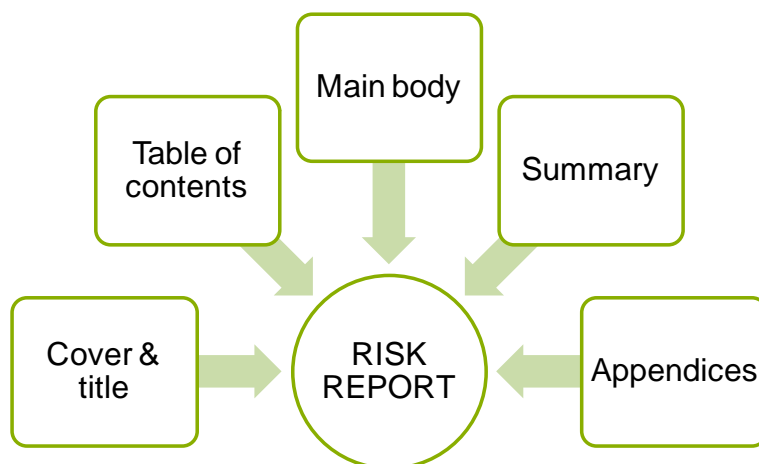 Main body
Table of
contents
Summary
Cover &
title
RISK
REPORT
Appendices